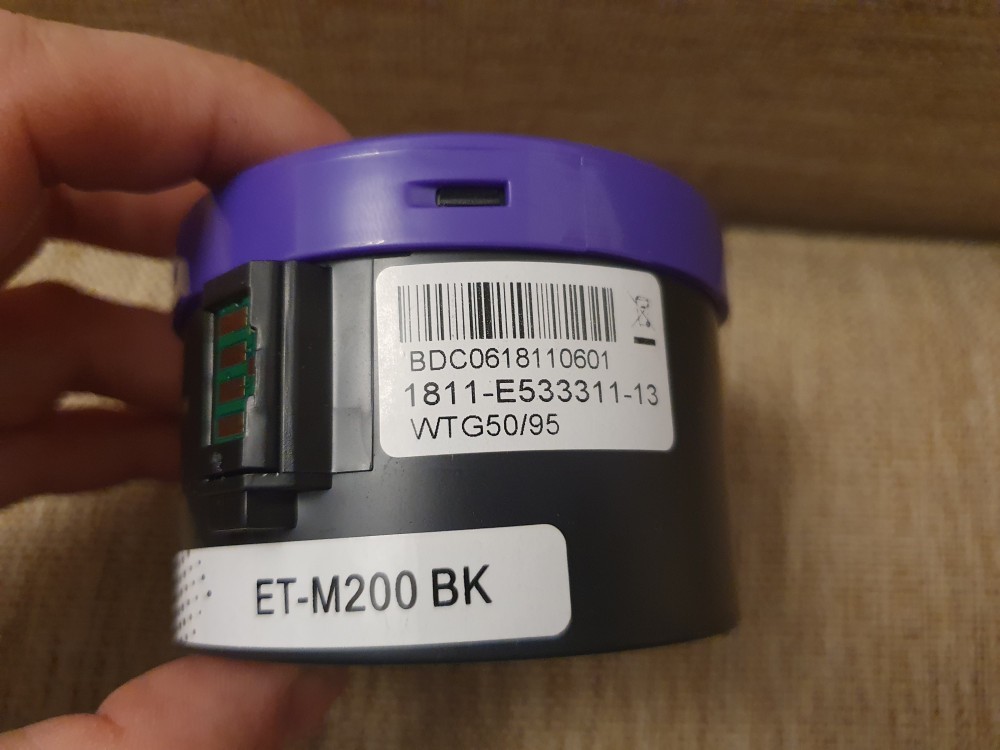 BDC0618110601
1811-E533311-13
WTG50/95
ET-M200 BK